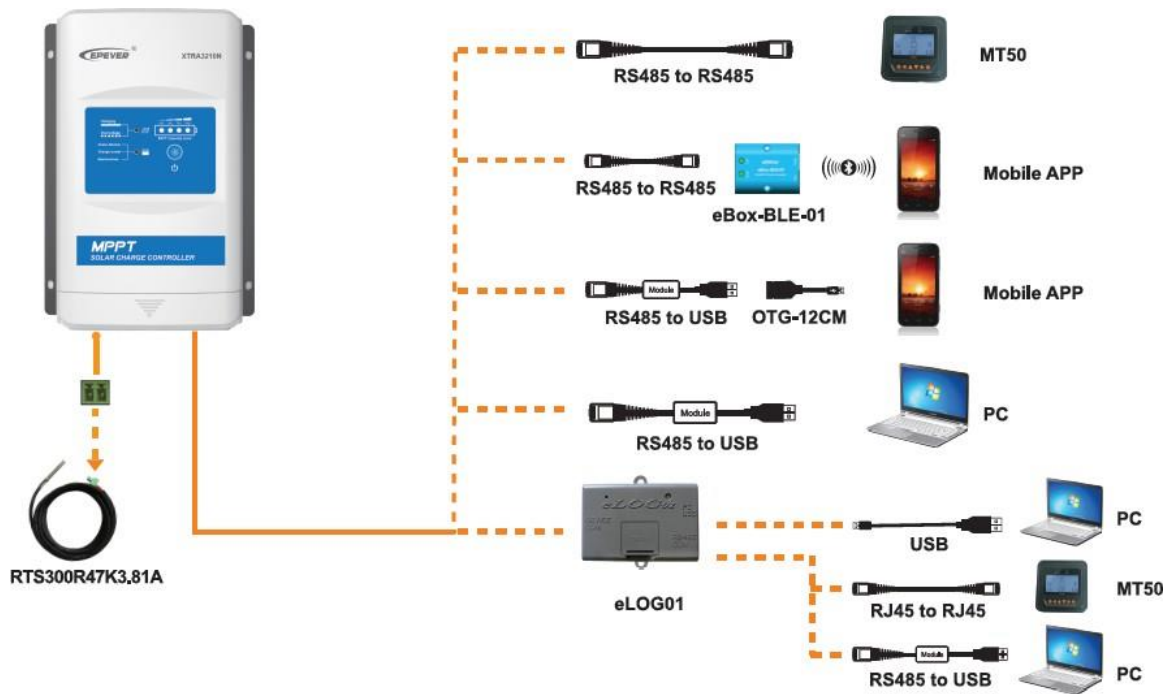 EPEVER®
XTRA3210N
MPPT
SOLAR CHARGE CONTROLLER
RTS300R47K3.81A
RS485 to RS485
MT50
RS485 to RS485
eBox-BLE-01
Mobile APP
Module
RS485 to USB
OTG-12CM
Mobile APP
Module
RS485 to USB
PC
eLOG01
eLOG01
USB
PC
RJ45 to RJ45
MT50
Module
RS485 to USB
PC